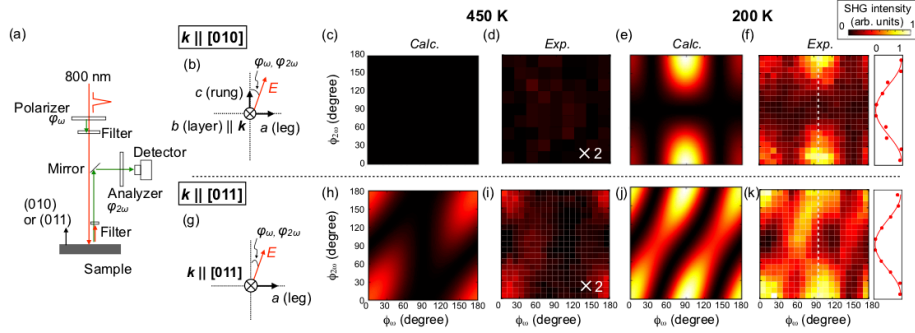 450 K
200 K
SHG intensity
(arb. units)
0 1
(a)
k || [010]
(c)
Calc.
(d)
Exp.
(e)
Calc.
(f)
Exp.
0 1
800 nm
(b)
φω, φ2ω
E
c (rung)
b (layer) || k
a (leg)
Polarizer
φω
Filter
Mirror
Detector
Analyzer
φ2ω
(010)
or (011)
Filter
Sample
ϕ2ω (degree)
180
150
120
90
60
30
0
×2
k || [011]
(g)
φω, φ2ω
E
k || [011]
a (leg)
(h)
(i)
(j)
(k)
ϕ2ω (degree)
180
150
120
90
60
30
0
×2
0 30 60 90 120 150 180
0 30 60 90 120 150 180
0 30 60 90 120 150 180
0 30 60 90 120 150 180
ϕω (degree)
ϕω (degree)
ϕω (degree)
ϕω (degree)